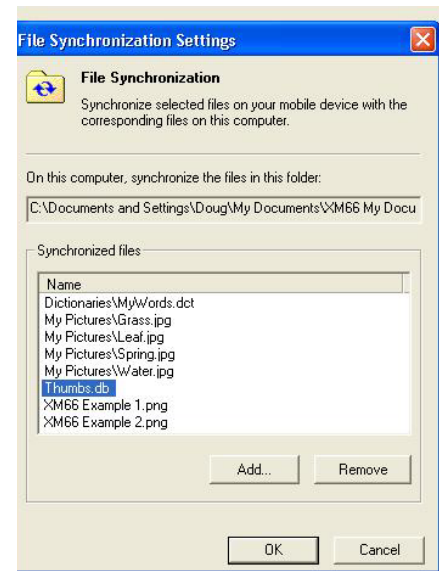 File Synchronization Settings
File Synchronization
Synchronize selected files on your mobile device with the
corresponding files on this computer.
On this computer, synchronize the files in this folder:
C:\Documents and Settings\Doug\My Documents\XM66 My Docu
Synchronized files
Name
Dictionaries\MyWords.dct
My Pictures\Grass.jpg
My Pictures\Leaf.jpg
My Pictures\Spring.jpg
My Pictures\Water.jpg
Thumbs.db
XM66 Example 1.png
XM66 Example 2.png
Add... Remove
OK Cancel